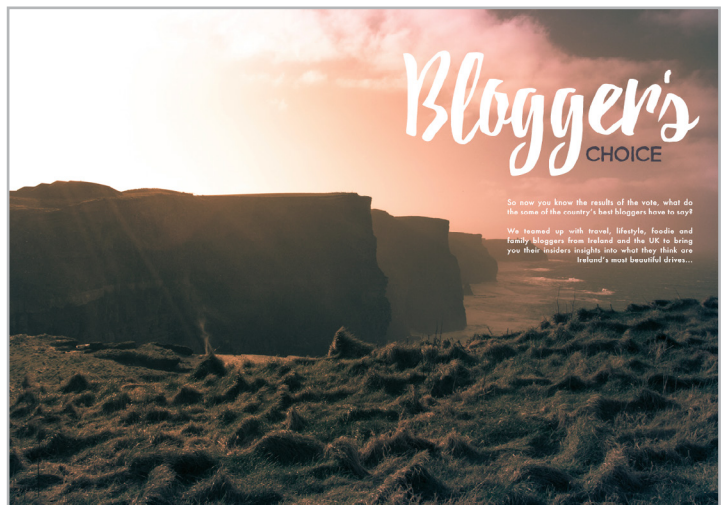 Blogger's
CHOICE
So now you know the results of the vote, what do
the some of the country's best bloggers have to say?
We teamed up with travel, lifestyle, foodie and
family bloggers from Ireland and the UK to bring
you their insiders insights into what they think are
Ireland's most beautiful drives...